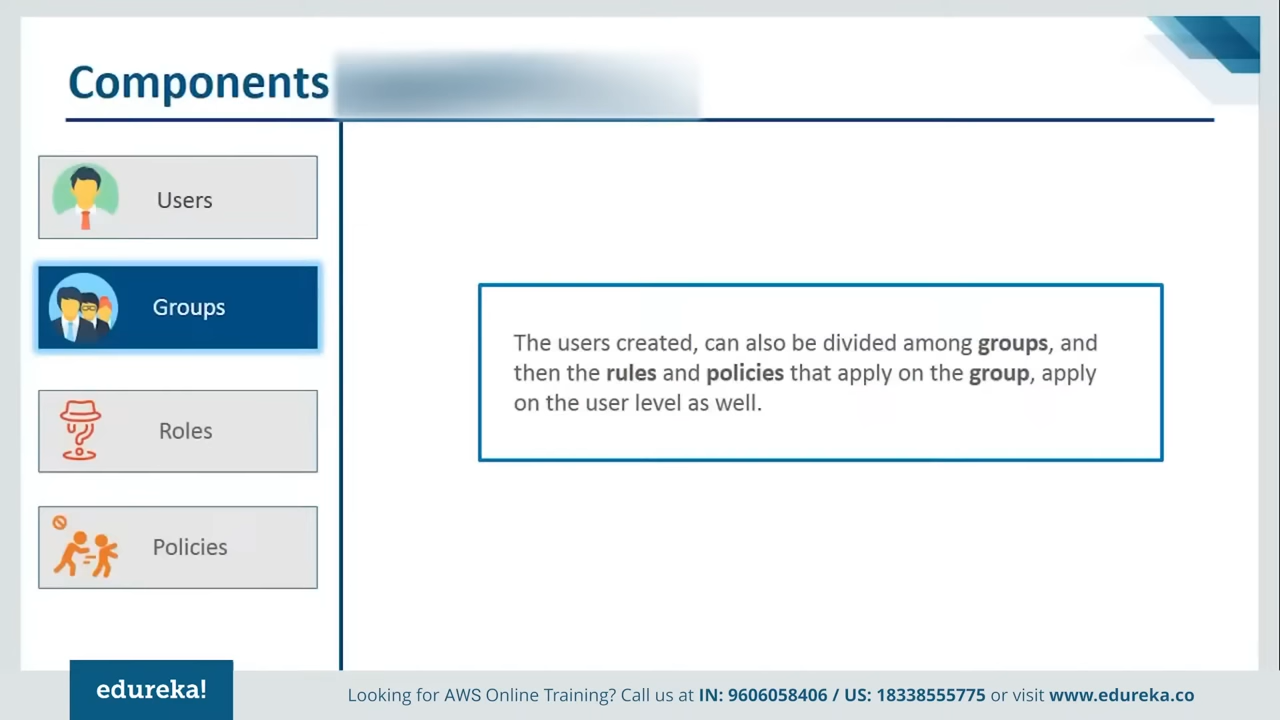 Components
Users
Groups
Roles
Policies
The users created, can also be divided among groups, and
then the rules and policies that apply on the group, apply
on the user level as well.
edureka!
Looking for AWS Online Training? Call us at IN: 9606058406 / US: 18338555775 or visit www.edureka.co